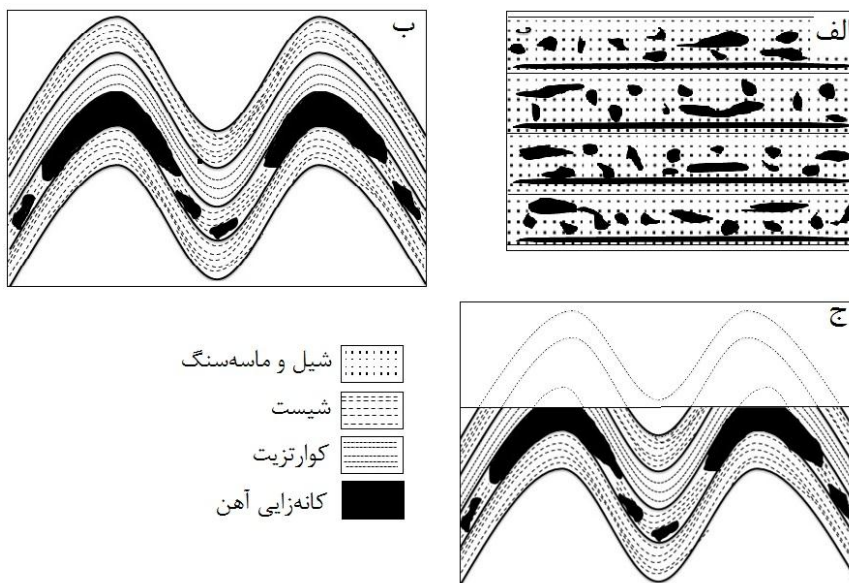 الف
ب
ج
شیل و ماسه‌سنگ
شیست
کوارتزیت
کانه‌زایی آهن